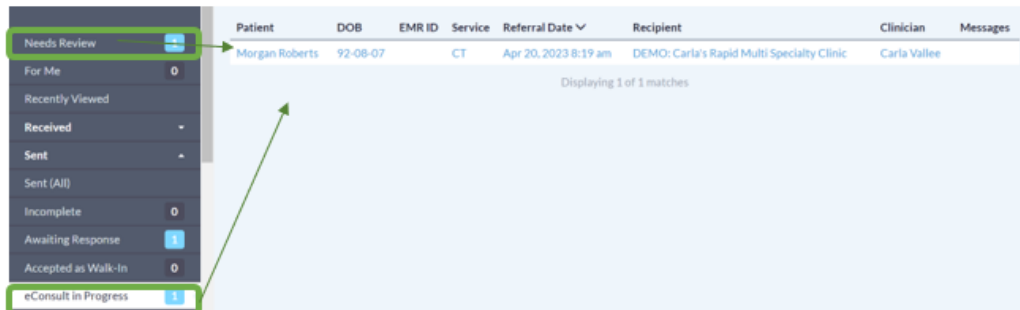 Patient DOB EMR ID Service Referral Date Recipient Clinician Messages
Morgan Roberts 92-08-07 CT Apr 20, 2023 8:19 am DEMO: Carla's Rapid Multi Specialty Clinic Carla Vallee
Displaying 1 of 1 matches
Needs Review 1
For Me 0
Recently Viewed
Received
Sent
Sent (All)
Incomplete 0
Awaiting Response 1
Accepted as Walk-In 0
eConsult in Progress 1